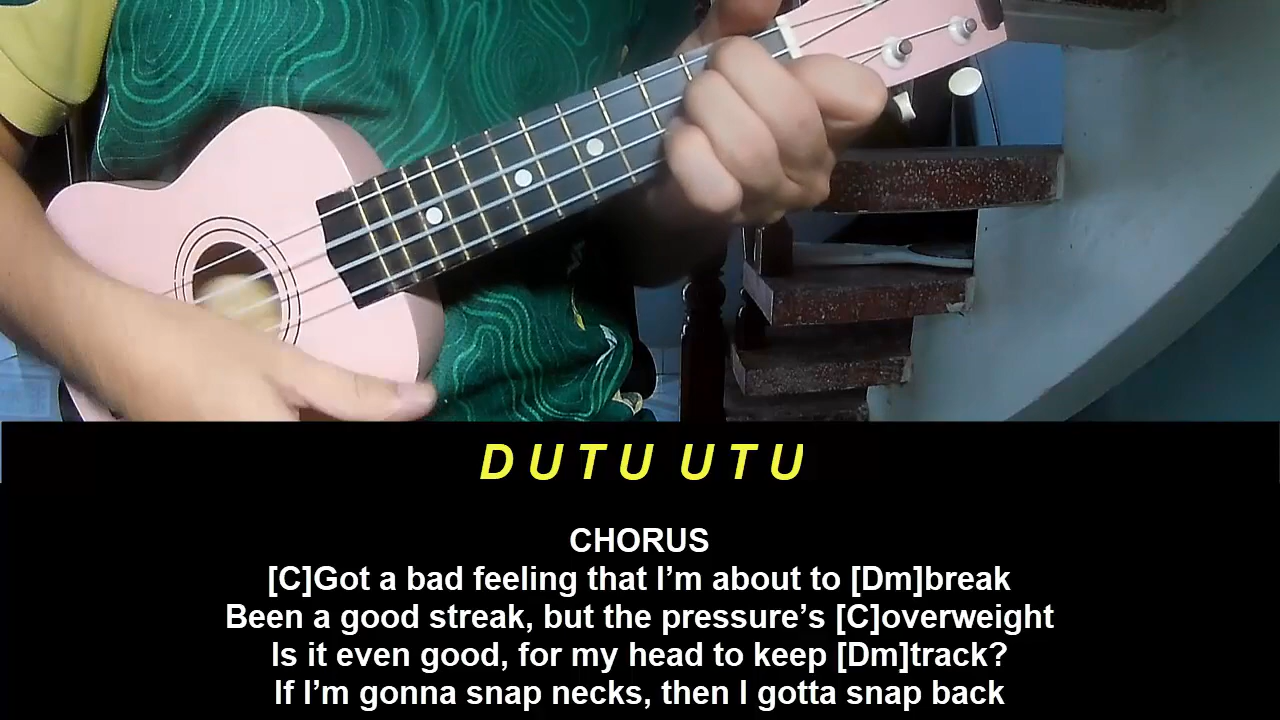 D U T U U T U
CHORUS
[C]Got a bad feeling that I’m about to [Dm]break
Been a good streak, but the pressure’s [C]overweight
Is it even good, for my head to keep [Dm]track?
If I’m gonna snap necks, then I gotta snap back